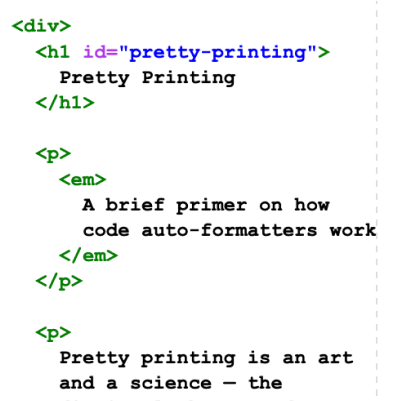 <div>
<h1 id="pretty-printing">
Pretty Printing
</h1>
<p>
<em>
A brief primer on how
code auto-formatters work
</em>
</p>
<p>
Pretty printing is an art
and a science — the